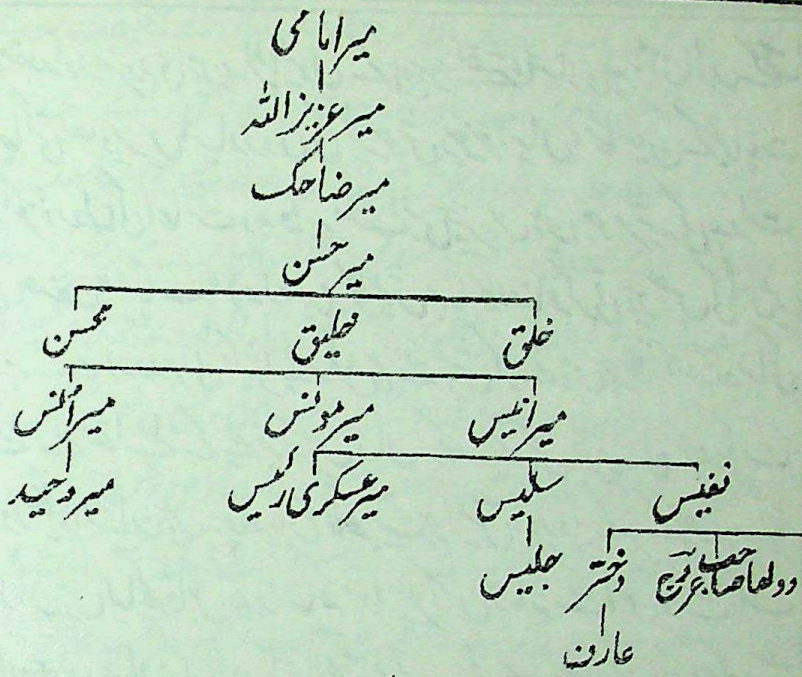 میر امامی
میر عزیز اللہ
میر ضاحک
میر حسن
خلق خلیق محسن
میر انیس میر مونس میر انس
نفیس سلیس میر عسکری رئیس میر وحید
دولھا صاحب عروج دختر جلیس
عارف